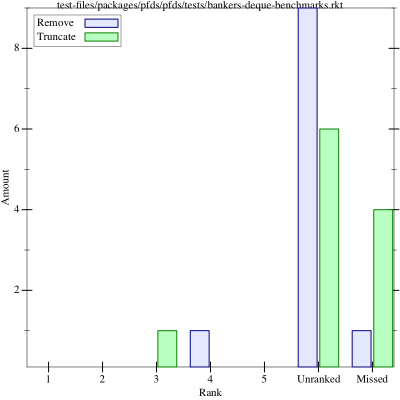 test-files/packages/pfds/pfds/tests/bankers-deque-benchmarks.rkt
Remove
Truncate
8
6
4
2
Amount
1 2 3 4 5 Unranked Missed
Rank